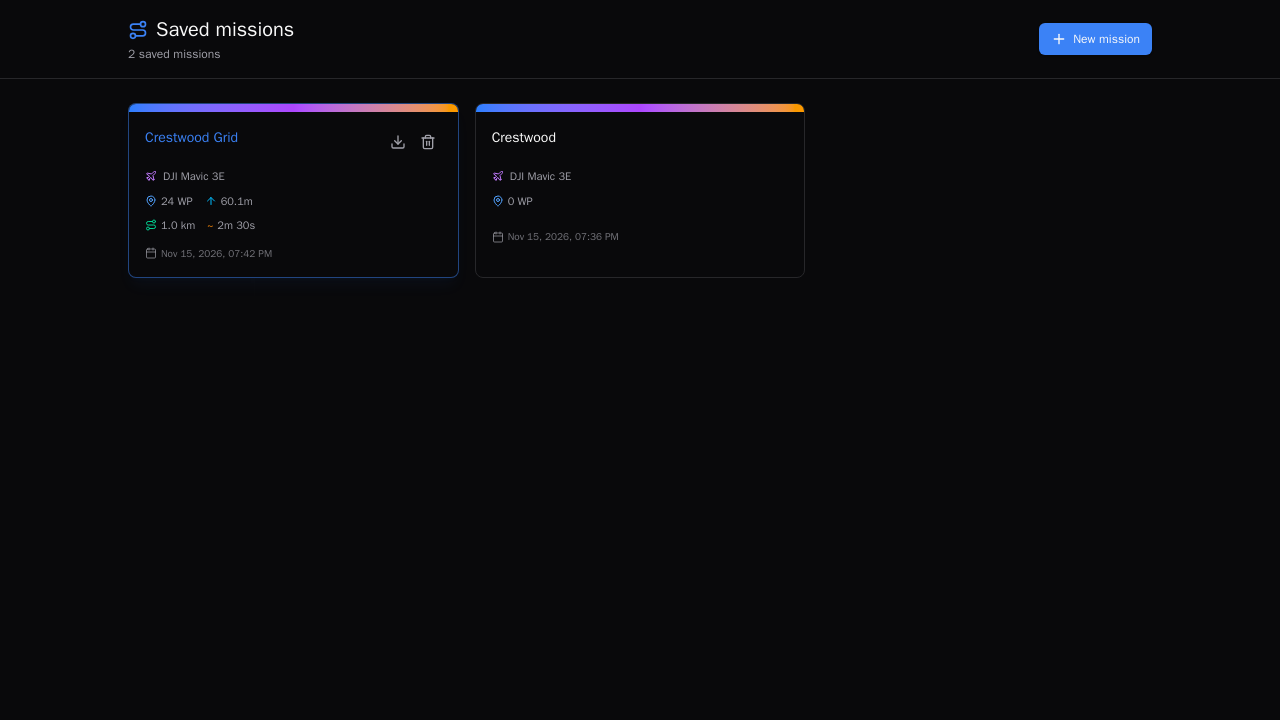 Saved missions
2 saved missions
New mission
Crestwood Grid
DJI Mavic 3E
24 WP 60.1m
1.0 km ~ 2m 30s
Nov 15, 2026, 07:42 PM
Crestwood
DJI Mavic 3E
0 WP
Nov 15, 2026, 07:36 PM